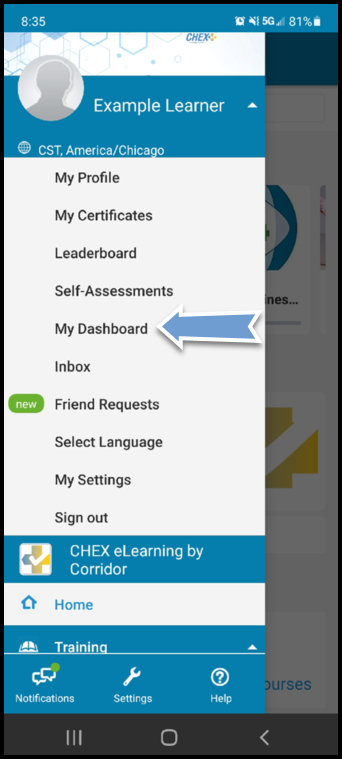 8:35
5G
81%
CHEX
Example Learner
CST, America/Chicago
My Profile
My Certificates
Leaderboard
Self-Assessments
nes...
My Dashboard
Inbox
new
Friend Requests
Select Language
My Settings
Sign out
CHEX eLearning by
Corridor
Home
Training
ourses
Notifications
Settings
Help